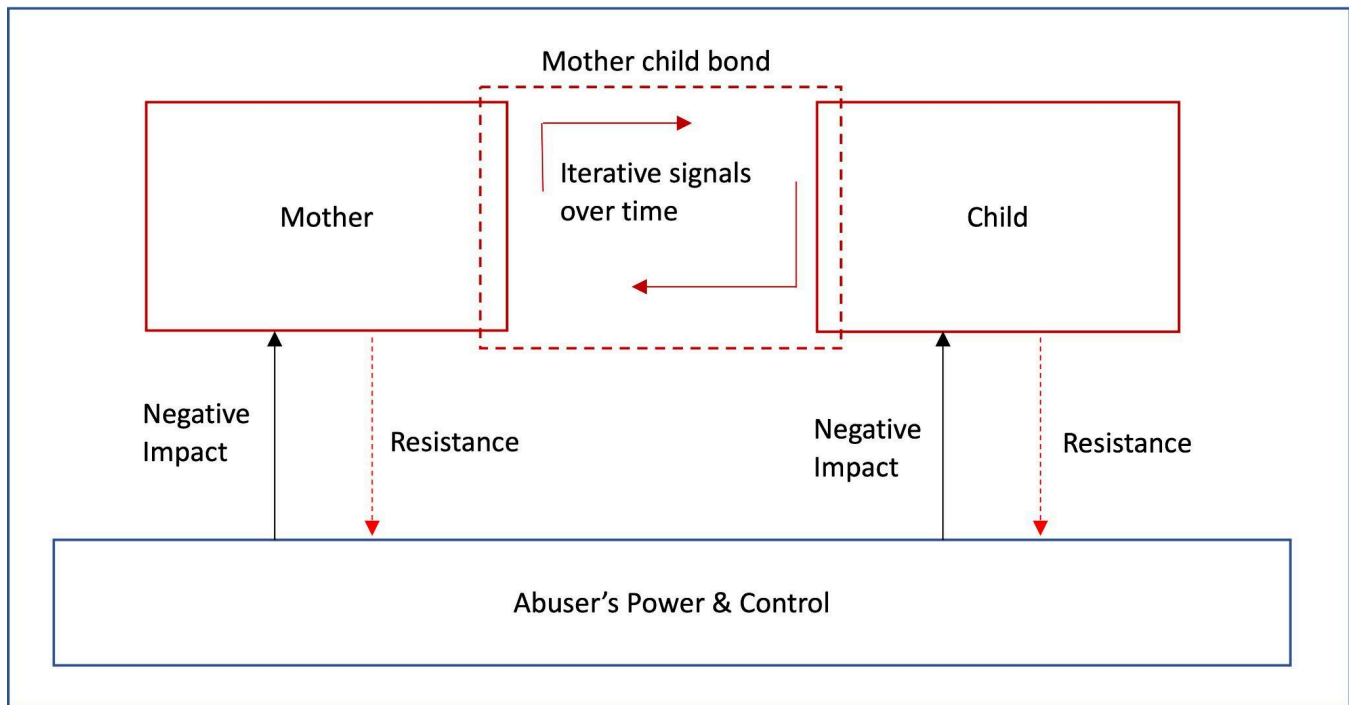 Mother child bond
Mother
Iterative signals
over time
Child
Negative
Impact
Resistance
Negative
Impact
Resistance
Abuser’s Power & Control